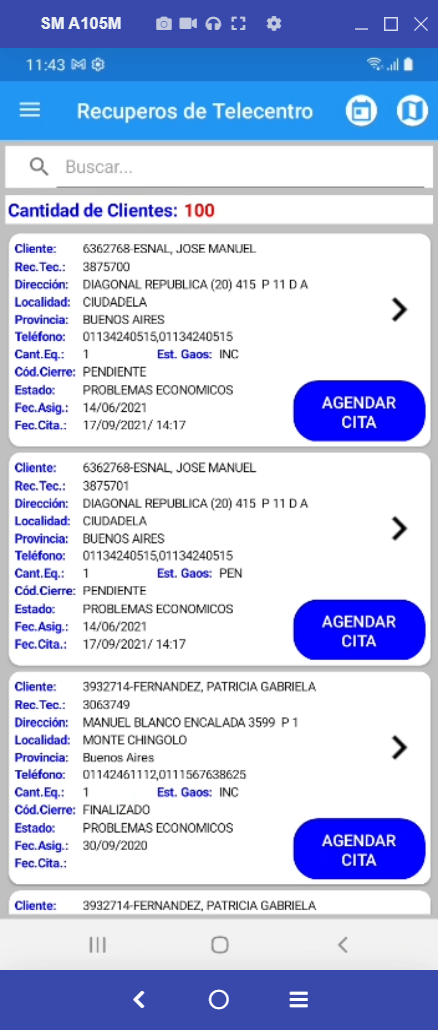 SM A105M
11:43
Recuperos de Telecentro
Buscar...
Cantidad de Clientes: 100
Cliente: 6362768-ESNAL, JOSE MANUEL
Rec.Tec.: 3875700
Dirección: DIAGONAL REPUBLICA (20) 415 P 11 D A
Localidad: CIUDADELA
Provincia: BUENOS AIRES
Teléfono: 01134240515,01134240515
Cant.Eq.: 1 Est. Gaos: INC
Cód.Cierre: PENDIENTE
Estado: PROBLEMAS ECONOMICOS
Fec.Asig.: 14/06/2021
Fec.Cita.: 17/09/2021/ 14:17
AGENDAR
CITA
Cliente: 6362768-ESNAL, JOSE MANUEL
Rec.Tec.: 3875701
Dirección: DIAGONAL REPUBLICA (20) 415 P 11 D A
Localidad: CIUDADELA
Provincia: BUENOS AIRES
Teléfono: 01134240515,01134240515
Cant.Eq.: 1 Est. Gaos: PEN
Cód.Cierre: PENDIENTE
Estado: PROBLEMAS ECONOMICOS
Fec.Asig.: 14/06/2021
Fec.Cita.: 17/09/2021/ 14:17
AGENDAR
CITA
Cliente: 3932714-FERNANDEZ, PATRICIA GABRIELA
Rec.Tec.: 3063749
Dirección: MANUEL BLANCO ENCALADA 3599 P 1
Localidad: MONTE CHINGOLO
Provincia: Buenos Aires
Teléfono: 01142461112,0111567638625
Cant.Eq.: 1 Est. Gaos: INC
Cód.Cierre: FINALIZADO
Estado: PROBLEMAS ECONOMICOS
Fec.Asig.: 30/09/2020
Fec.Cita.:
AGENDAR
CITA
Cliente: 3932714-FERNANDEZ, PATRICIA GABRIELA